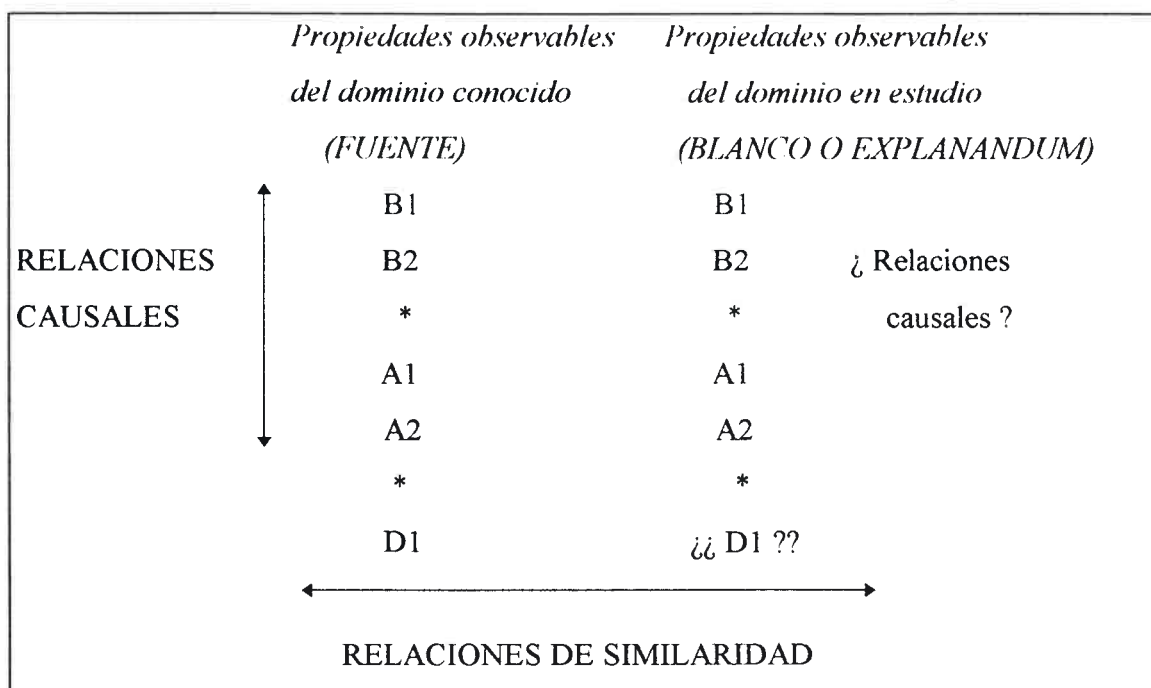 Propiedades observables Propiedades observables
del dominio conocido del dominio en estudio
(FUENTE) (BLANCO O EXPLANANDUM)
B1 B1
RELACIONES B2 B2 ¿ Relaciones
CAUSALES * * causales ?
A1 A1
A2 A2
* *
D1 ¿¿ D1 ??
RELACIONES DE SIMILARIDAD